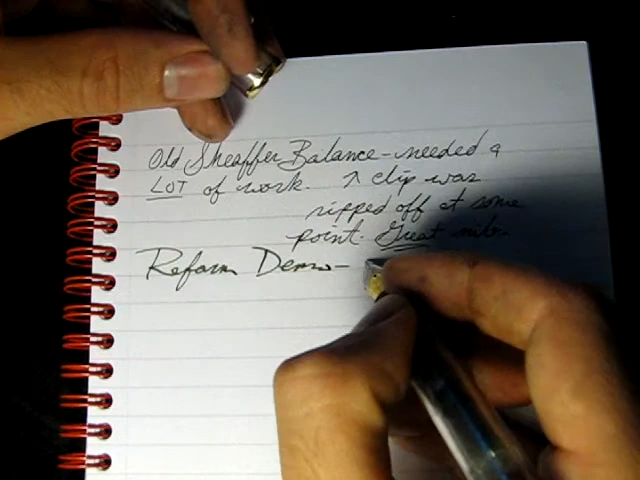 Old Sheaffer Balance - needed a
LOT of work. ↑ clip was
ripped off at some
point. Great nib.
Reform Demo -